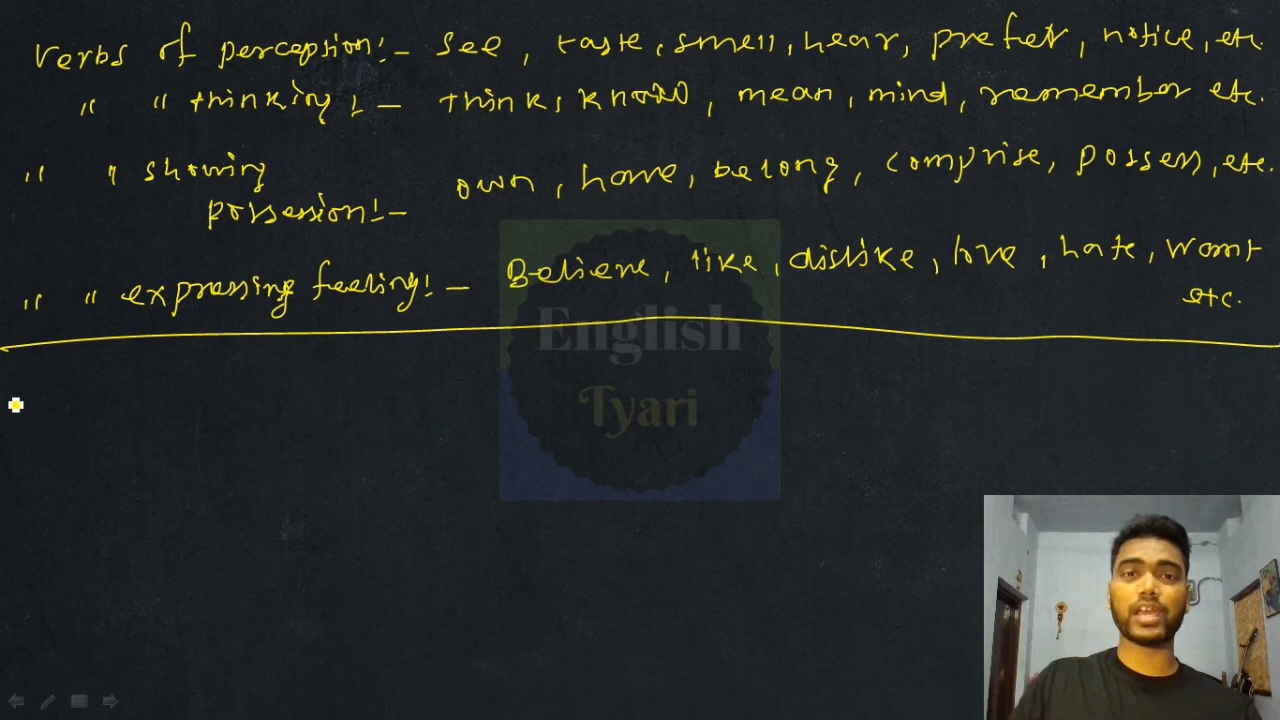 Verbs of perception:- see, taste, smell, hear, prefer, notice, etc.
" " thinking:- think, know, mean, mind, remember etc.
" " showing possession:- own, have, belong, comprise, possess, etc.
" " expressing feeling:- Believe, like, dislike, love, hate, want etc.
English
Tyari